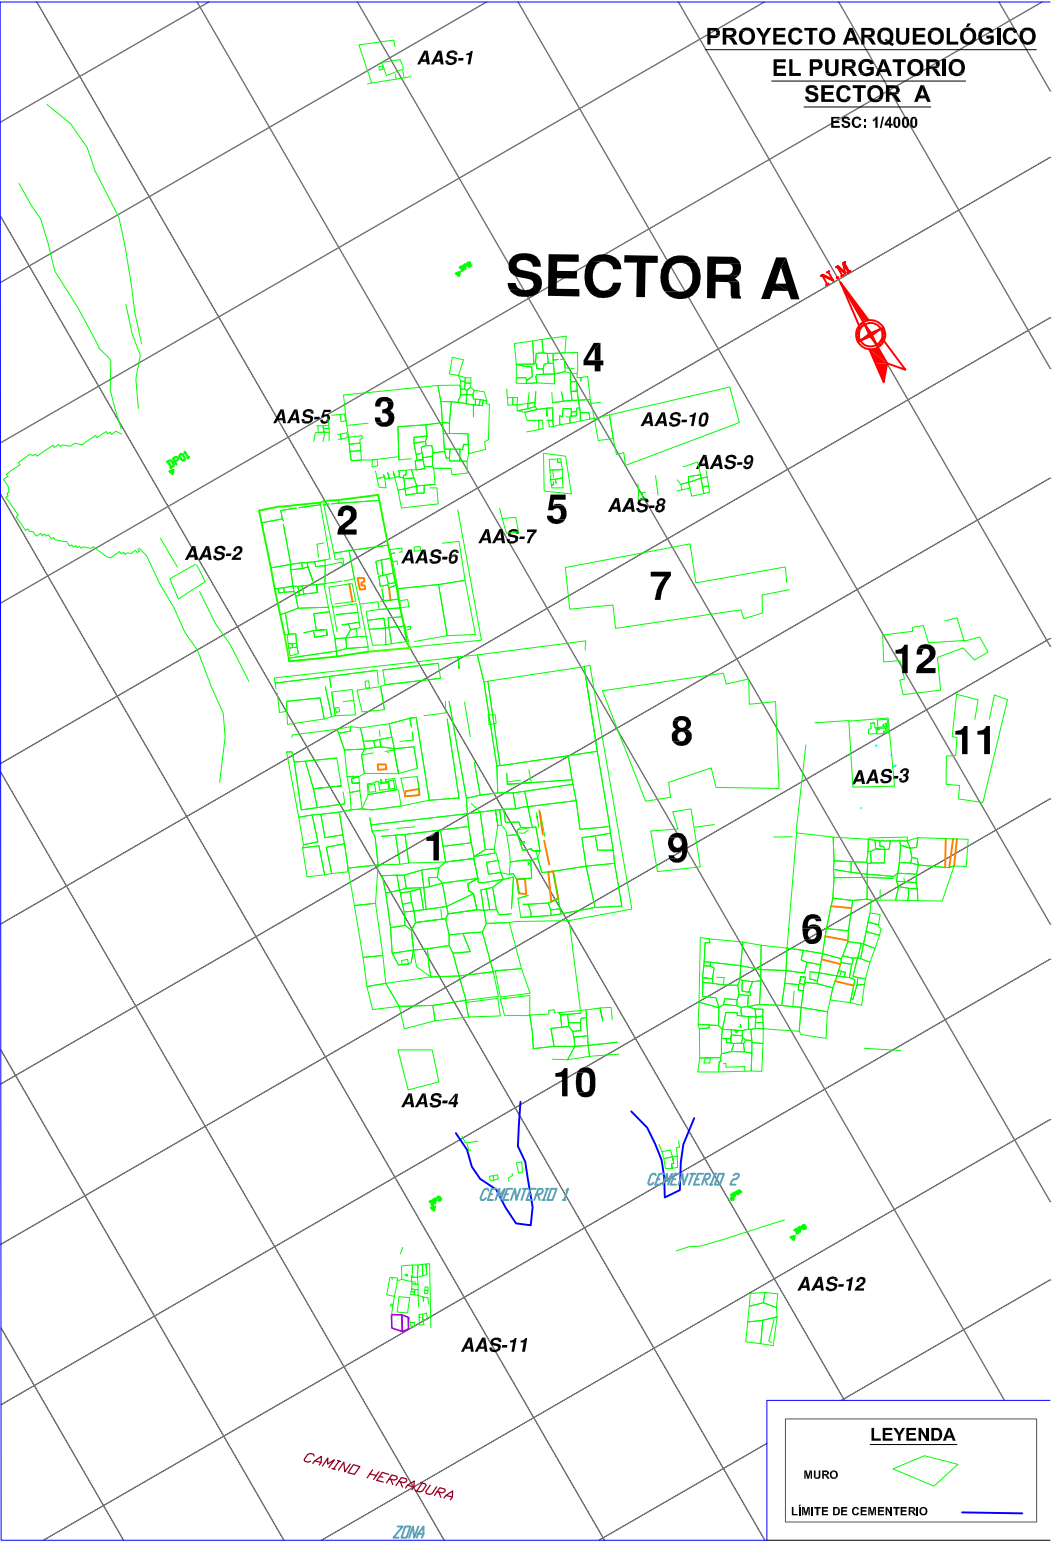 PROYECTO ARQUEOLÓGICO
EL PURGATORIO
SECTOR A
ESC: 1/4000
AAS-1
SECTOR A
N.M
4
3
AAS-5
AAS-10
AAS-9
DP01
2
5
AAS-8
AAS-7
AAS-2
AAS-6
7
12
8
11
AAS-3
1
9
6
10
AAS-4
CEMENTERIO 1
CEMENTERIO 2
AAS-12
AAS-11
CAMINO HERRADURA
ZONA
LEYENDA
MURO
LÍMITE DE CEMENTERIO